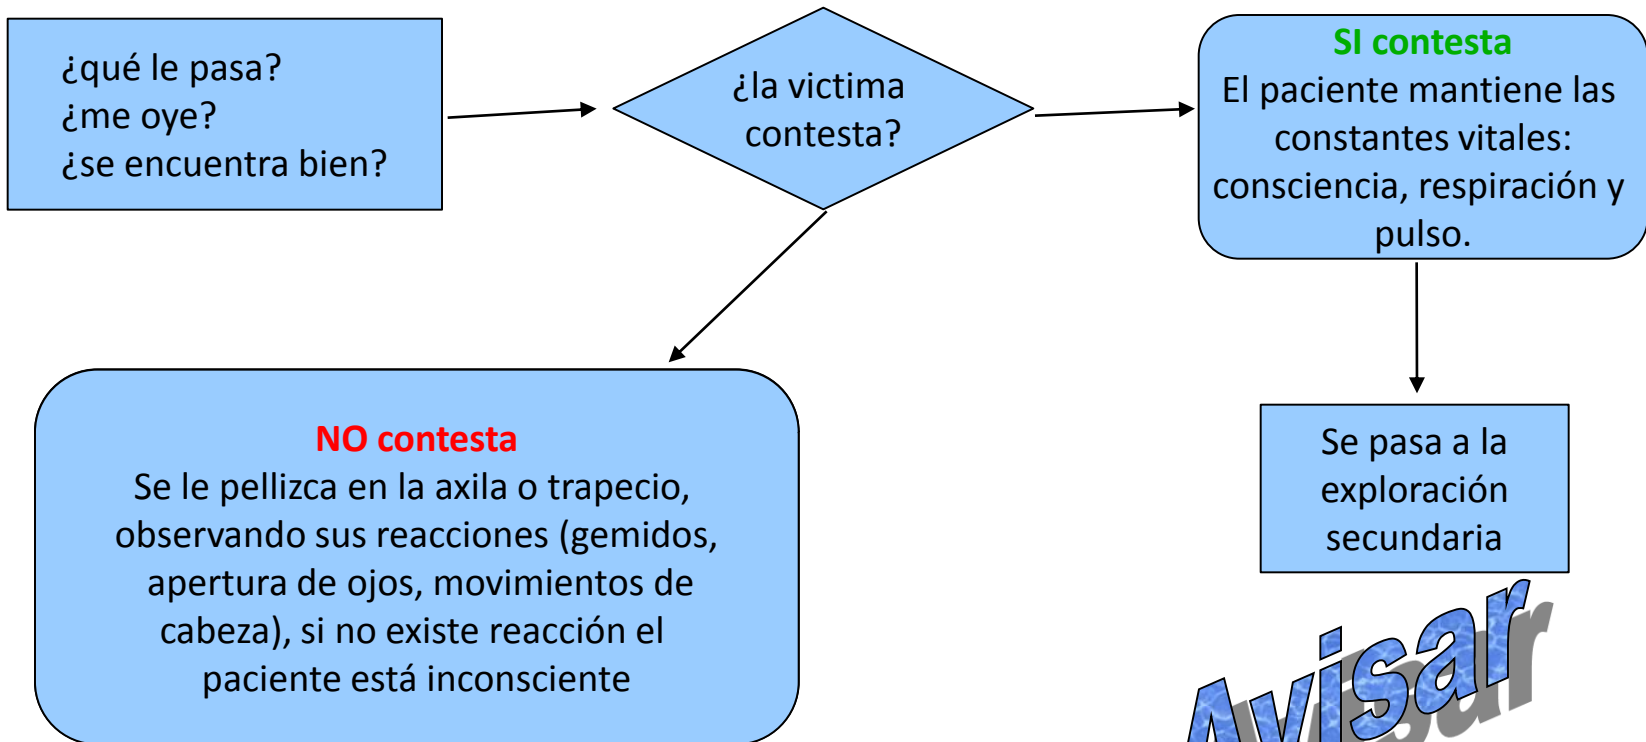 ¿qué le pasa?
¿me oye?
¿se encuentra bien?
¿la victima
contesta?
SI contesta
El paciente mantiene las
constantes vitales:
consciencia, respiración y
pulso.
NO contesta
Se le pellizca en la axila o trapecio,
observando sus reacciones (gemidos,
apertura de ojos, movimientos de
cabeza), si no existe reacción el
paciente está inconsciente
Se pasa a la
exploración
secundaria
Avisar